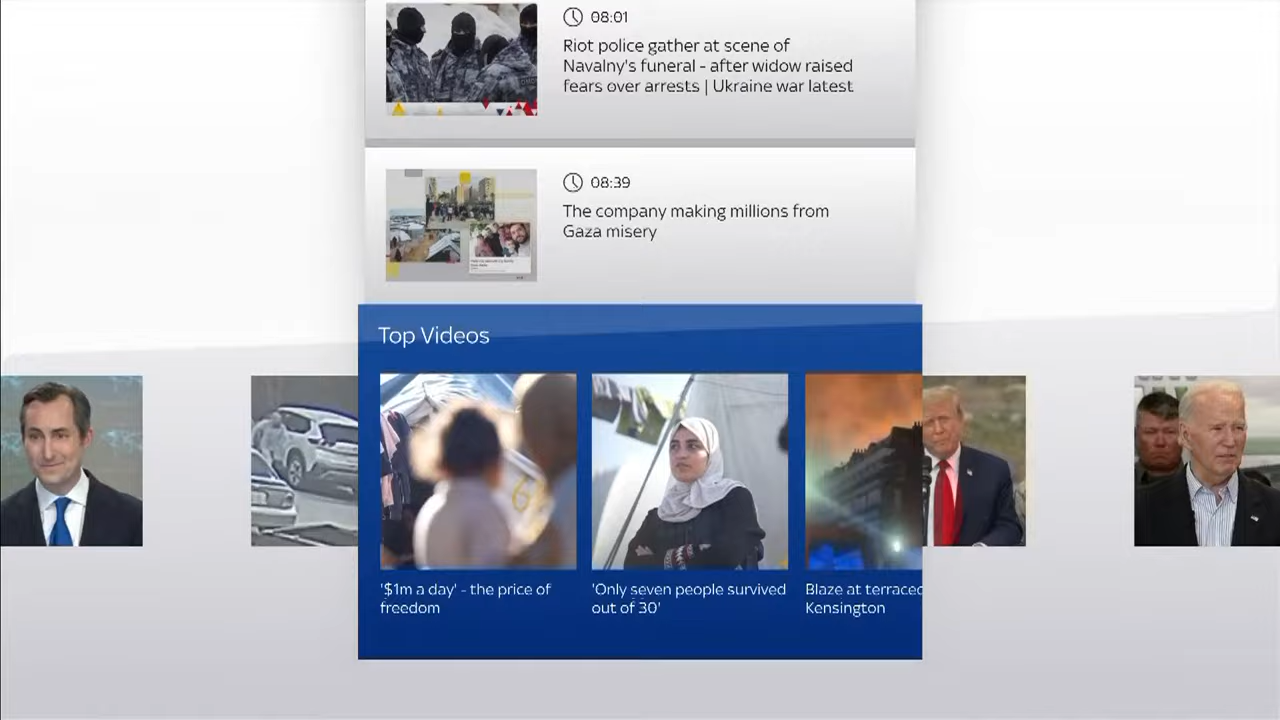 08:01
Riot police gather at scene of
Navalny's funeral - after widow raised
fears over arrests | Ukraine war latest
08:39
The company making millions from
Gaza misery
Top Videos
'$1m a day' - the price of
freedom
'Only seven people survived
out of 30'
Blaze at terraced
Kensington